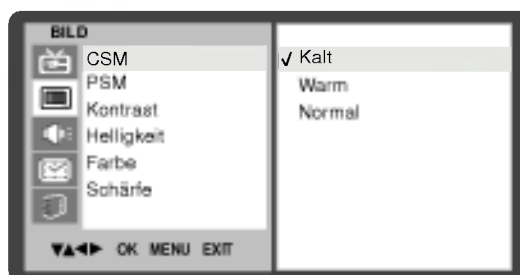 BILD
CSM
PSM
Kontrast
Helligkeit
Farbe
Schärfe
✓ Kalt
Warm
Normal
▼▲◀▶ OK MENU EXIT